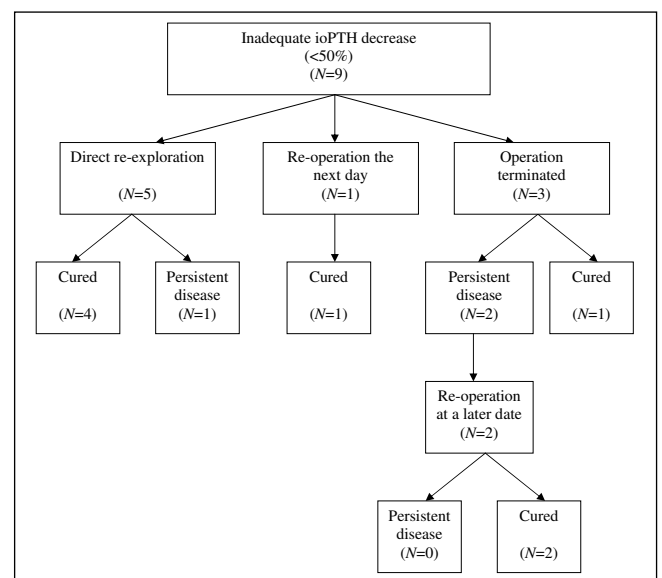 Inadequate ioPTH decrease
(<50%)
(N=9)
Direct re-exploration
(N=5)
Re-operation the
next day
(N=1)
Operation
terminated
(N=3)
Cured
(N=4)
Persistent
disease
(N=1)
Cured
(N=1)
Persistent
disease
(N=2)
Cured
(N=1)
Re-operation
at a later date
(N=2)
Persistent
disease
(N=0)
Cured
(N=2)